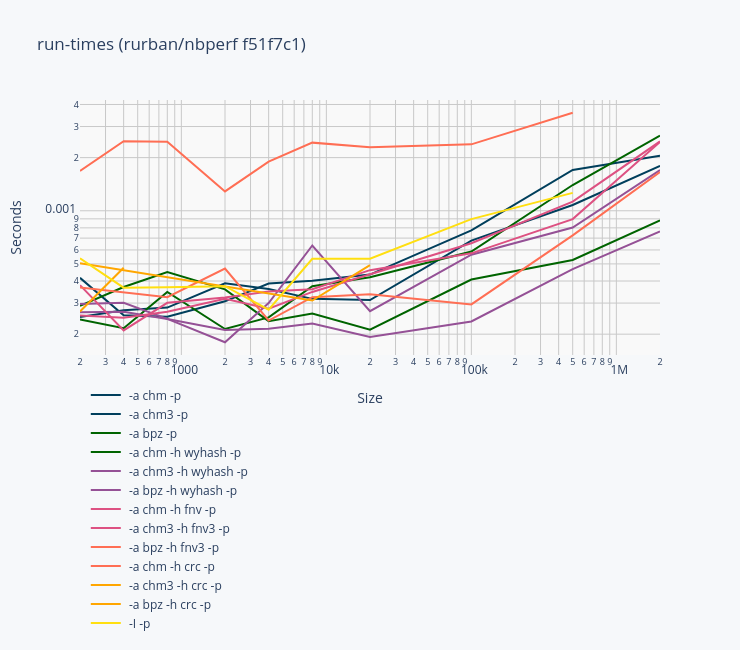 run-times (rurban/nbperf f51f7c1)
4
3
2
0.001
9
8
7
6
5
4
3
2
Seconds
2 3 4 5 6 7 8 9 1000 2 3 4 5 6 7 8 9 10k 2 3 4 5 6 7 8 9 100k 2 3 4 5 6 7 8 9 1M 2
Size
-a chm -p
-a chm3 -p
-a bpz -p
-a chm -h wyhash -p
-a chm3 -h wyhash -p
-a bpz -h wyhash -p
-a chm -h fnv -p
-a chm3 -h fnv3 -p
-a bpz -h fnv3 -p
-a chm -h crc -p
-a chm3 -h crc -p
-a bpz -h crc -p
-I -p